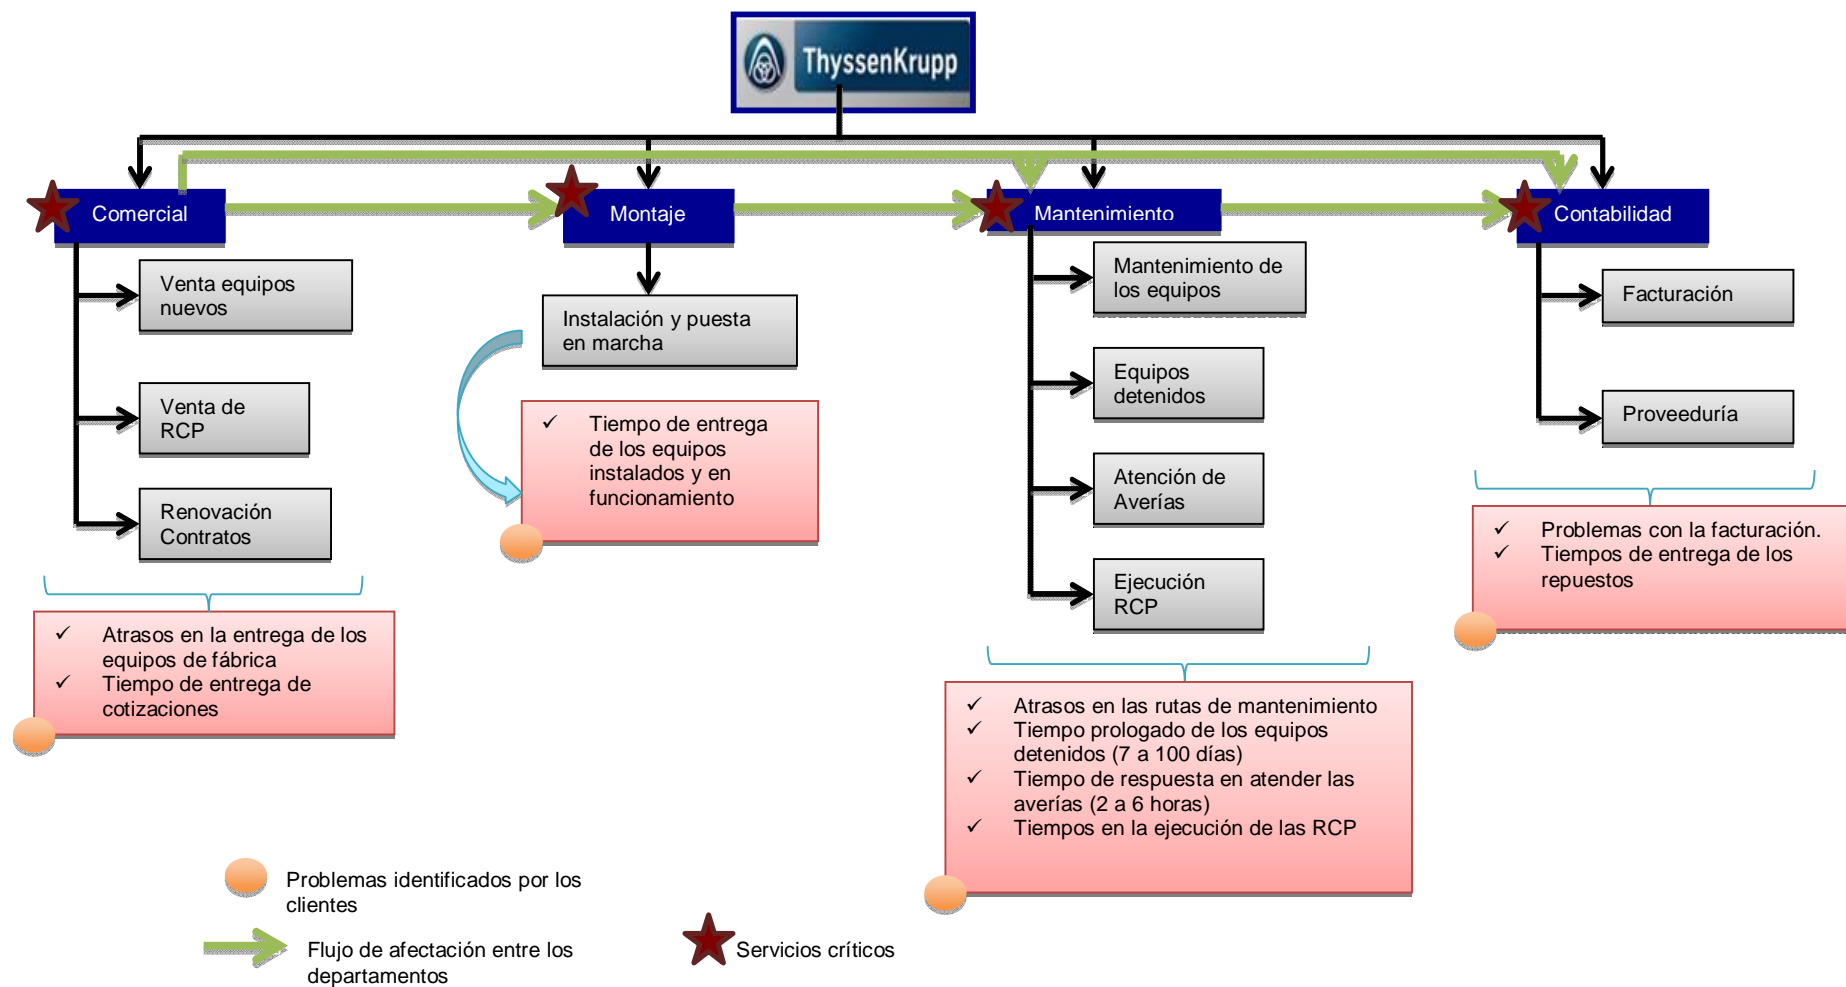 ThyssenKrupp
Comercial
Montaje
Mantenimiento
Contabilidad
Venta equipos
nuevos
Venta de
RCP
Renovación
Contratos
✓ Atrasos en la entrega de los
equipos de fábrica
✓ Tiempo de entrega de
cotizaciones
Instalación y puesta
en marcha
✓ Tiempo de entrega
de los equipos
instalados y en
funcionamiento
Mantenimiento de
los equipos
Equipos
detenidos
Atención de
Averías
Ejecución
RCP
✓ Atrasos en las rutas de mantenimiento
✓ Tiempo prologado de los equipos
detenidos (7 a 100 días)
✓ Tiempo de respuesta en atender las
averías (2 a 6 horas)
✓ Tiempos en la ejecución de las RCP
Facturación
Proveeduría
✓ Problemas con la facturación.
✓ Tiempos de entrega de los
repuestos
Problemas identificados por los
clientes
Flujo de afectación entre los
departamentos
Servicios críticos